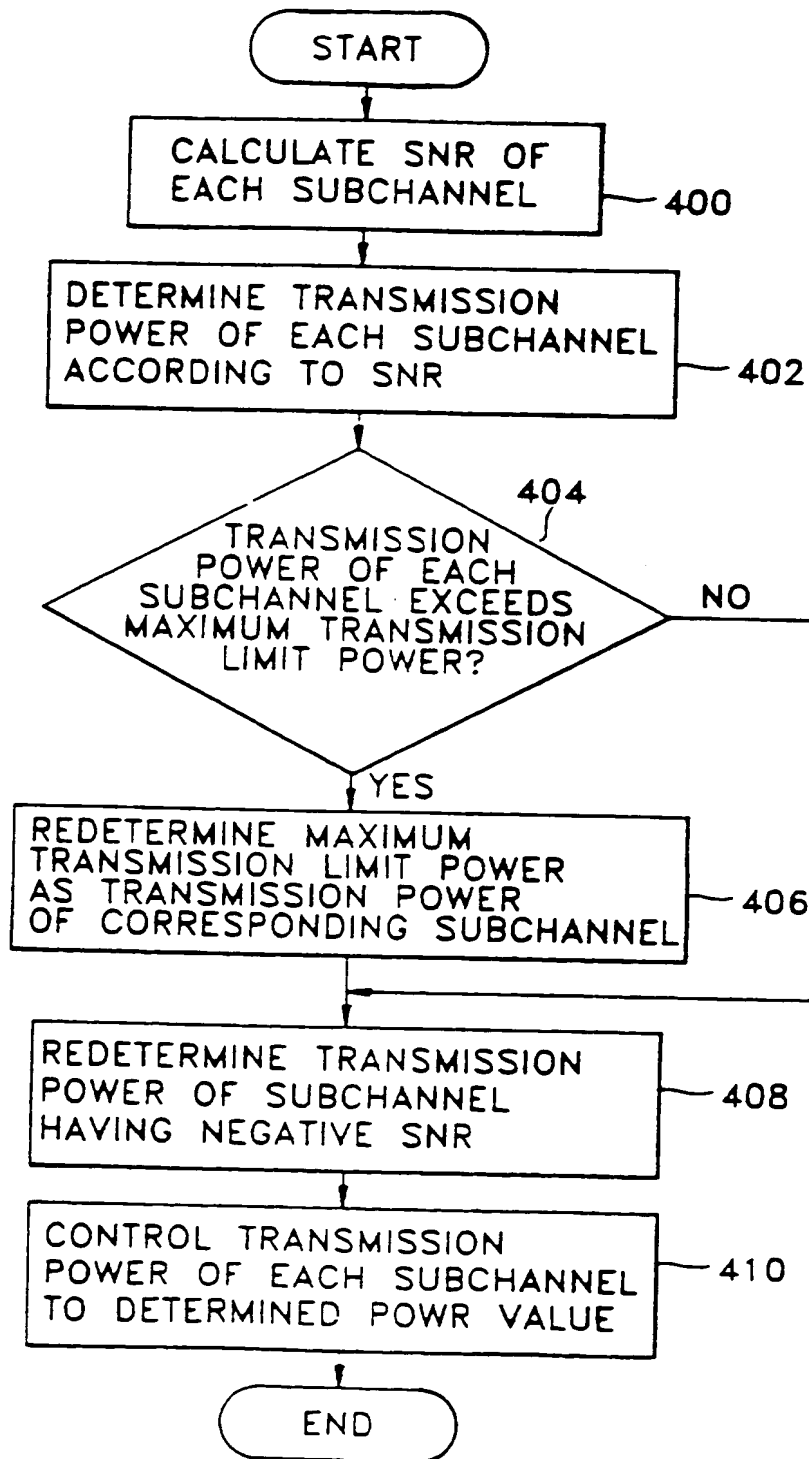 START
CALCULATE SNR OF
EACH SUBCHANNEL
400
DETERMINE TRANSMISSION
POWER OF EACH SUBCHANNEL
ACCORDING TO SNR
402
404
TRANSMISSION
POWER OF EACH
SUBCHANNEL EXCEEDS
MAXIMUM TRANSMISSION
LIMIT POWER?
NO
YES
REDETERMINE MAXIMUM
TRANSMISSION LIMIT POWER
AS TRANSMISSION POWER
OF CORRESPONDING SUBCHANNEL
406
REDETERMINE TRANSMISSION
POWER OF SUBCHANNEL
HAVING NEGATIVE SNR
408
CONTROL TRANSMISSION
POWER OF EACH SUBCHANNEL
TO DETERMINED POWR VALUE
410
END